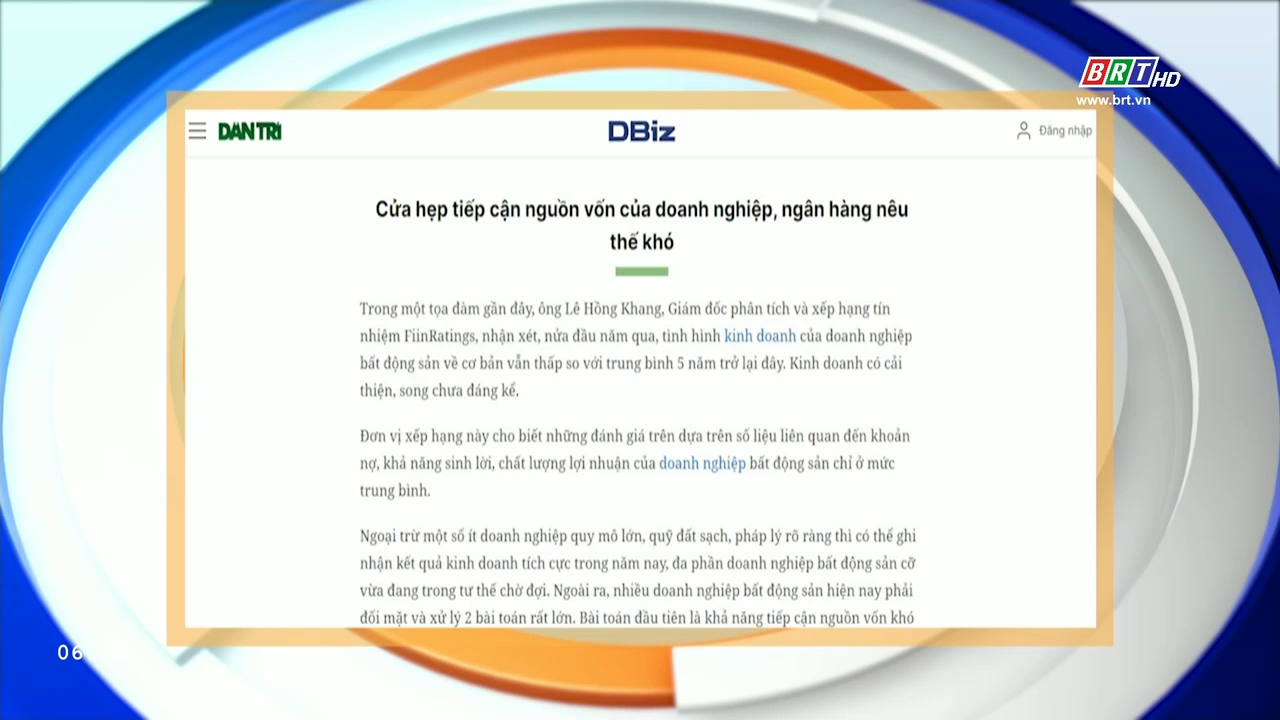 BRT HD
www.brt.vn
DÂN TRÍ
DBiz
Đăng nhập
Cửa hẹp tiếp cận nguồn vốn của doanh nghiệp, ngân hàng nêu
thế khó
Trong một tọa đàm gần đây, ông Lê Hồng Khang, Giám đốc phân tích và xếp hạng tín
nhiệm FiinRatings, nhận xét, nửa đầu năm qua, tình hình kinh doanh của doanh nghiệp
bất động sản về cơ bản vẫn thấp so với trung bình 5 năm trở lại đây. Kinh doanh có cải
thiện, song chưa đáng kể.
Đơn vị xếp hạng này cho biết những đánh giá trên dựa trên số liệu liên quan đến khoản
nợ, khả năng sinh lời, chất lượng lợi nhuận của doanh nghiệp bất động sản chỉ ở mức
trung bình.
Ngoại trừ một số ít doanh nghiệp quy mô lớn, quỹ đất sạch, pháp lý rõ ràng thì có thể ghi
nhận kết quả kinh doanh tích cực trong năm nay, đa phần doanh nghiệp bất động sản cỡ
vừa đang trong tư thế chờ đợi. Ngoài ra, nhiều doanh nghiệp bất động sản hiện nay phải
đối mặt và xử lý 2 bài toán rất lớn. Bài toán đầu tiên là khả năng tiếp cận nguồn vốn khó
06